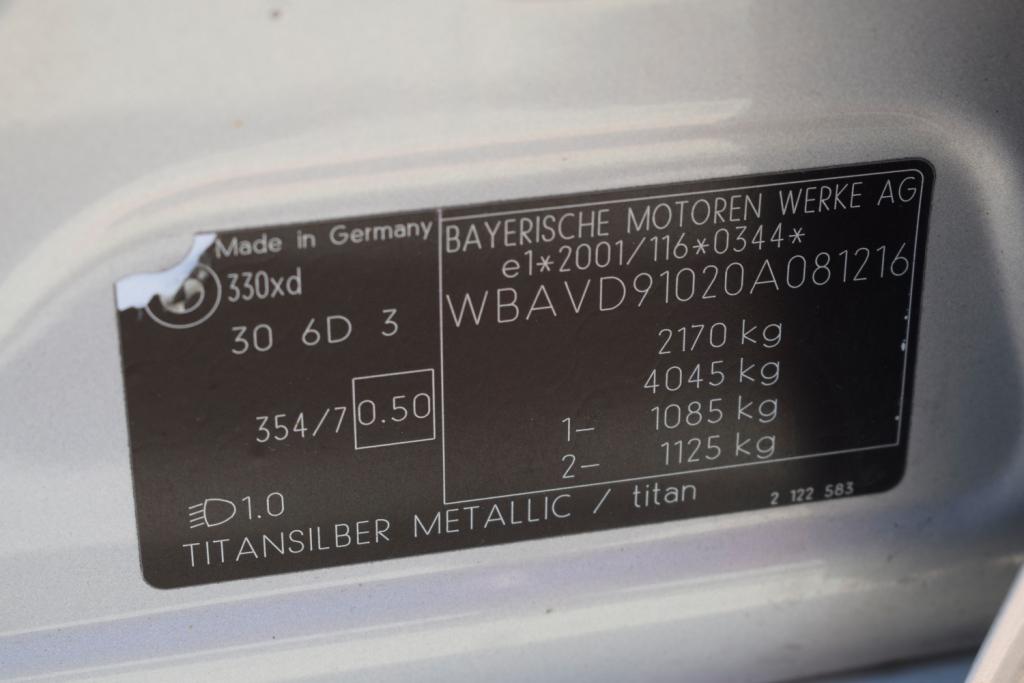 Made in Germany
330xd
30 6D 3
354/7 0.50
1.0
BAYERISCHE MOTOREN WERKE AG
e1*2001/116*0344*
WBAVD91020A081216
2170 kg
4045 kg
1- 1085 kg
2- 1125 kg
TITANSILBER METALLIC / titan
2 122 583